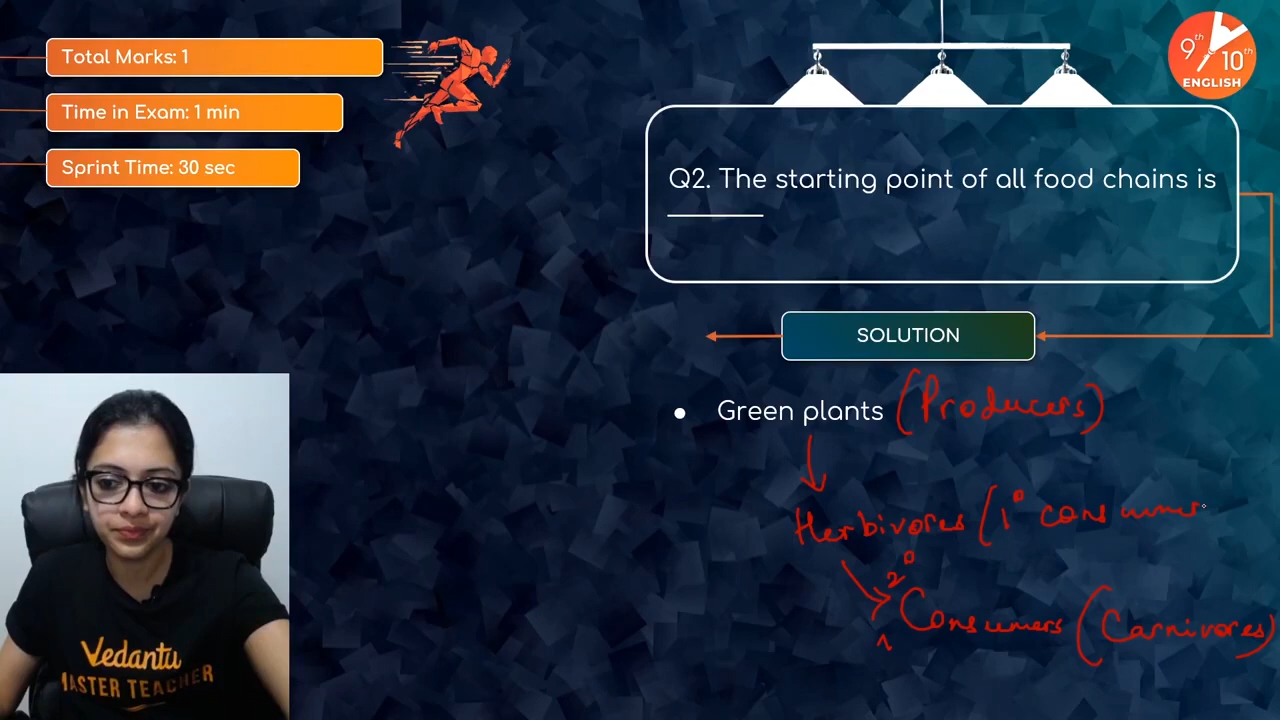 Total Marks: 1
Time in Exam: 1 min
Sprint Time: 30 sec
9th
10th
ENGLISH
Q2. The starting point of all food chains is
SOLUTION
● Green plants (Producers)
Herbivores (1° consumer
2° Consumers (Carnivores)
Vedantu
MASTER TEACHER